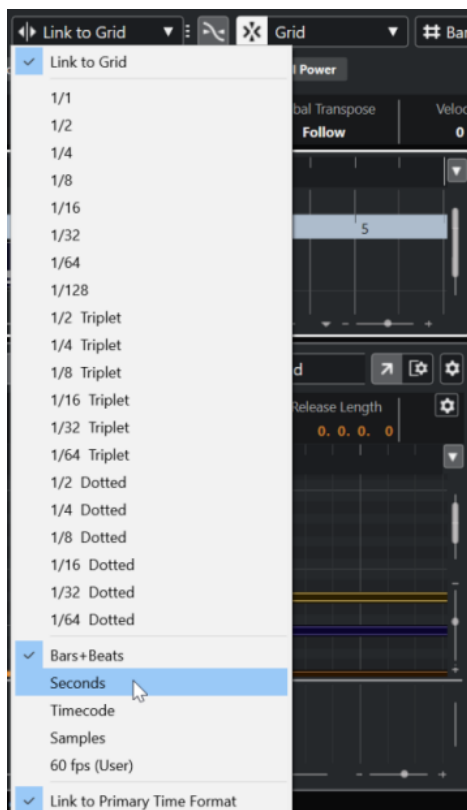 Link to Grid
Grid
Ba
Link to Grid
Power
1/1
1/2
bal Transpose
Veloc
Follow
0
1/4
1/8
1/16
1/32
5
1/64
1/128
1/2 Triplet
1/4 Triplet
1/8 Triplet
d
1/16 Triplet
Release Length
1/32 Triplet
0. 0. 0. 0
1/64 Triplet
1/2 Dotted
1/4 Dotted
1/8 Dotted
1/16 Dotted
1/32 Dotted
1/64 Dotted
Bars+Beats
Seconds
Timecode
Samples
60 fps (User)
Link to Primary Time Format